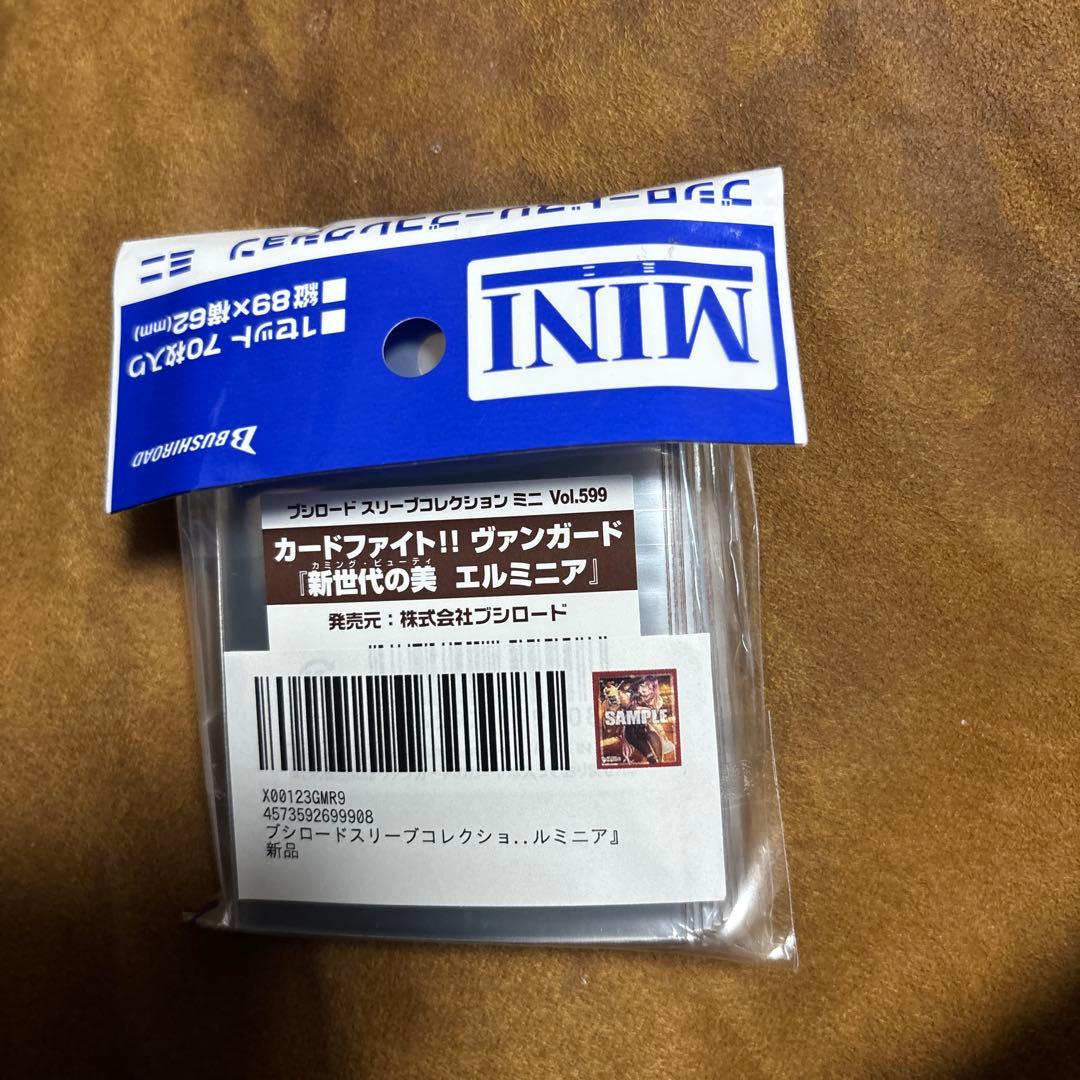 ブシロードスリーブコレクション ミニ
MINI
ミニ
■1セット 70枚入り
■縦89×横62(mm)
BUSHIROAD
ブシロード スリーブコレクション ミニ Vol.599
カードファイト!! ヴァンガード
カミング・ビューティ
『新世代の美 エルミニア』
発売元：株式会社ブシロード
SAMPLE
X00123GMR9
4573592699908
ブシロードスリーブコレクショ..ルミニア』
新品